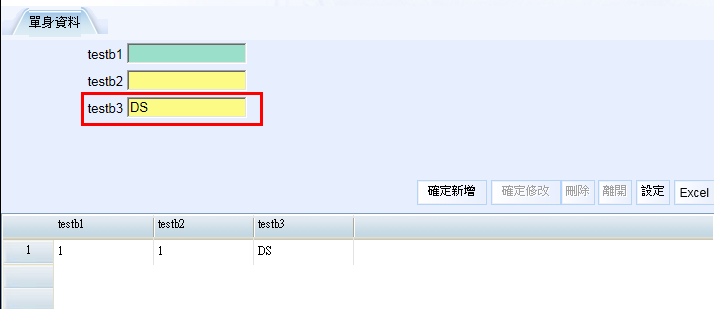 單身資料
testb1
testb2
testb3 DS
確定新增 確定修改 刪除 離開 設定 Excel
testb1 testb2 testb3
1 1 1 DS